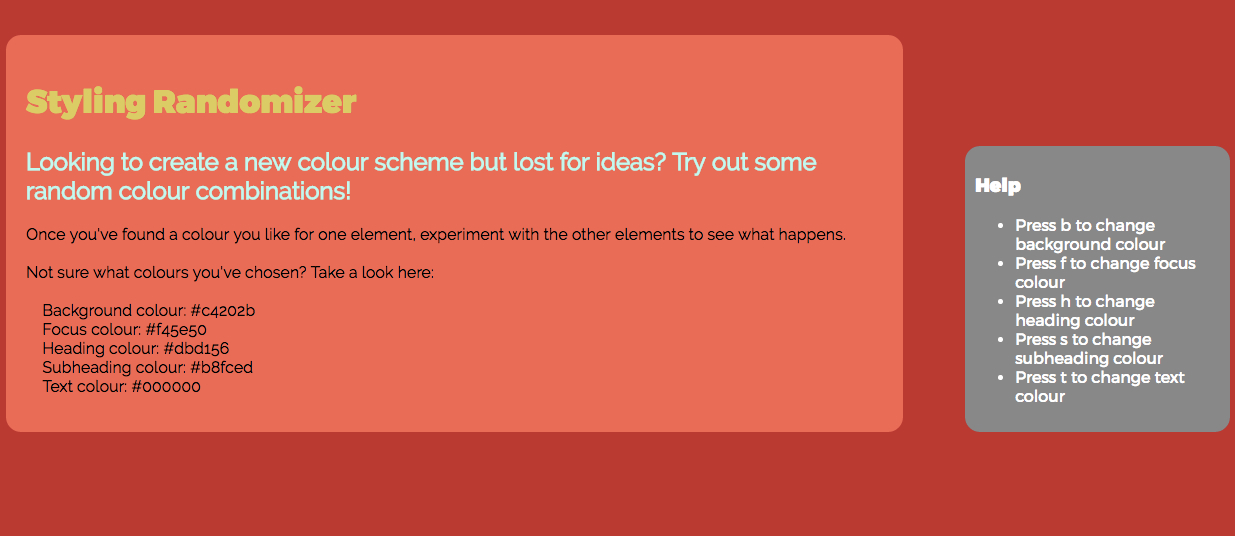 Styling Randomizer
Looking to create a new colour scheme but lost for ideas? Try out some
random colour combinations!
Once you've found a colour you like for one element, experiment with the other elements to see what happens.
Not sure what colours you've chosen? Take a look here:
Background colour: #c4202b
Focus colour: #f45e50
Heading colour: #dbd156
Subheading colour: #b8fced
Text colour: #000000
Help
• Press b to change
background colour
• Press f to change focus
colour
• Press h to change
heading colour
• Press s to change
subheading colour
• Press t to change text
colour